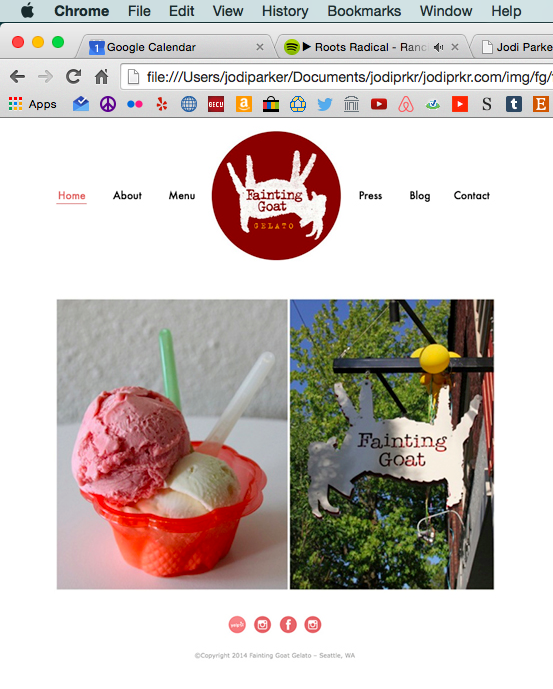 Chrome File Edit View History Bookmarks Window Help
1 Google Calendar × Roots Radical - Ranc × Jodi Parke
file:///Users/jodiparker/Documents/jodiprkr/jodiprkr.com/img/fg/
Apps BECU a S t E
Home About Menu Press Blog Contact
Fainting
Goat
GELATO
Fainting
Goat
©Copyright 2014 Fainting Goat Gelato – Seattle, WA